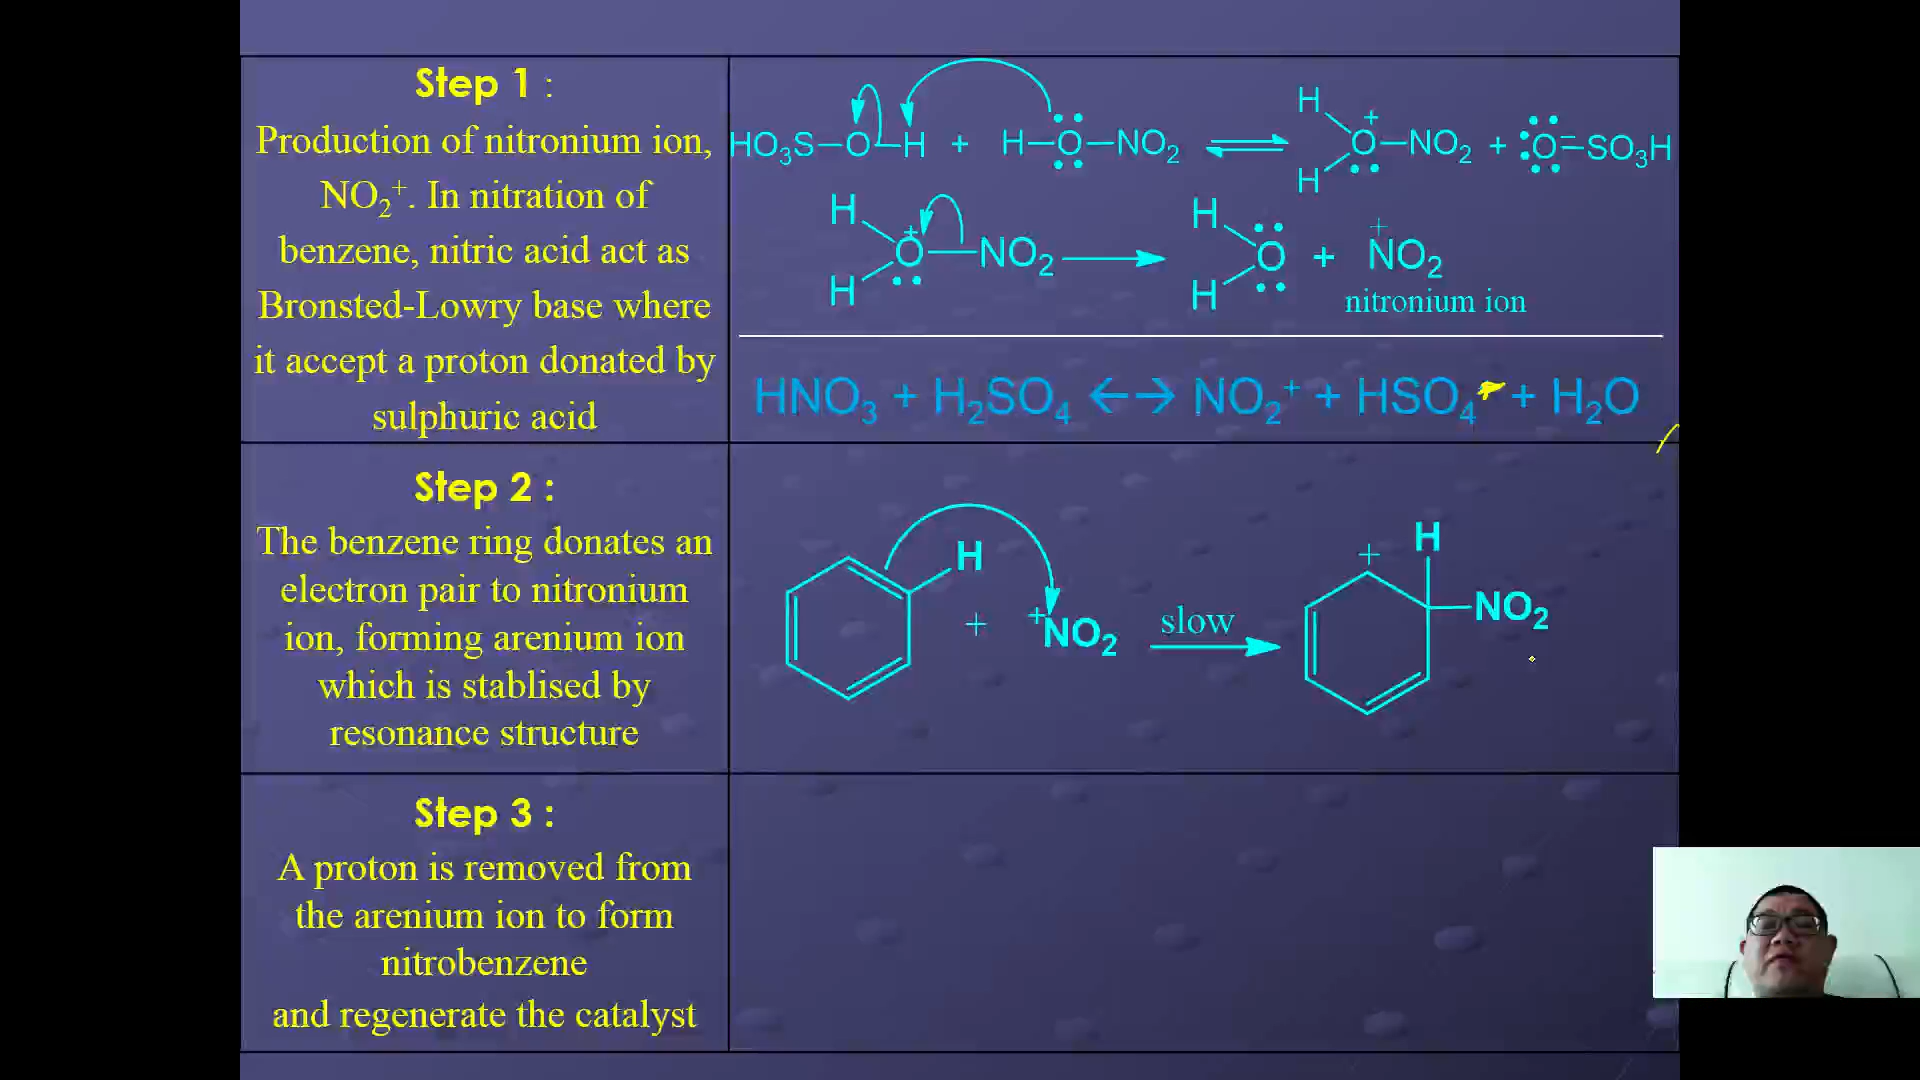 Step 1 :
Production of nitronium ion,
NO₂⁺. In nitration of
benzene, nitric acid act as
Bronsted-Lowry base where
it accept a proton donated by
sulphuric acid
HO₃S–O–H + H–O–NO₂ ⇌ H H O⁺–NO₂ + O⁻–SO₃H
H H O⁺–NO₂ → H H O + ⁺NO₂
nitronium ion
HNO₃ + H₂SO₄ ←→ NO₂⁺ + HSO₄ + H₂O
Step 2 :
The benzene ring donates an
electron pair to nitronium
ion, forming arenium ion
which is stablised by
resonance structure
H + ⁺NO₂ slow + H NO₂
Step 3 :
A proton is removed from
the arenium ion to form
nitrobenzene
and regenerate the catalyst